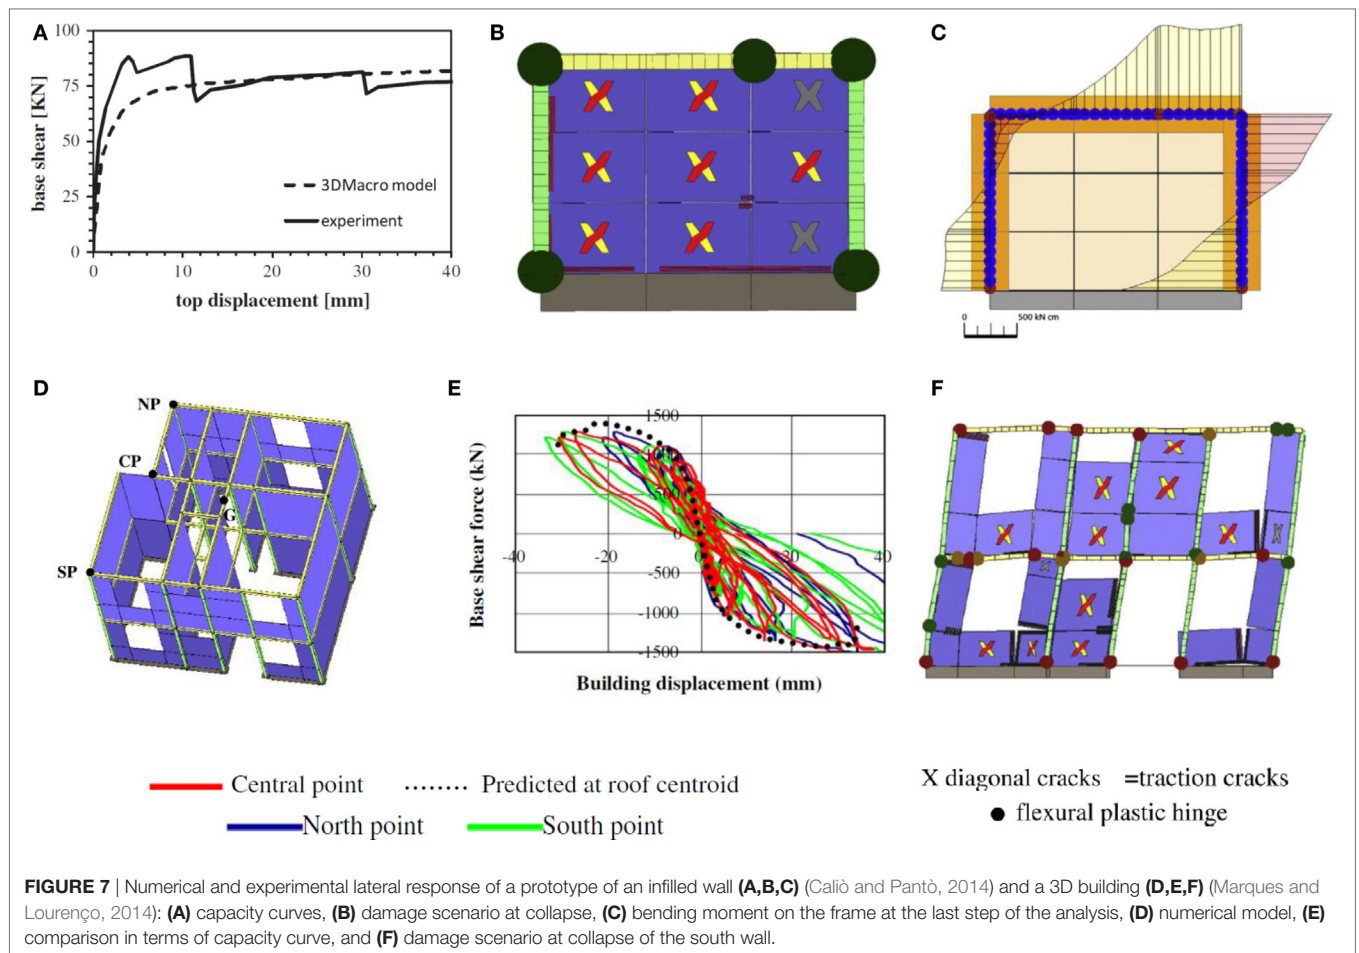 A
B
C
100
75
50
25
0
base shear [KN]
3DMacro model
experiment
0
10
20
30
40
top displacement [mm]
0
500 kN cm
D
E
F
NP
CP
G
SP
Base shear force (kN)
1500
1000
500
0
-500
-1000
-1500
-40
-20
0
20
40
Building displacement (mm)
Central point
Predicted at roof centroid
North point
South point
X diagonal cracks =traction cracks
flexural plastic hinge
FIGURE 7 | Numerical and experimental lateral response of a prototype of an infilled wall (A,B,C) (Caliò and Pantò, 2014) and a 3D building (D,E,F) (Marques and
Lourenço, 2014): (A) capacity curves, (B) damage scenario at collapse, (C) bending moment on the frame at the last step of the analysis, (D) numerical model, (E)
comparison in terms of capacity curve, and (F) damage scenario at collapse of the south wall.